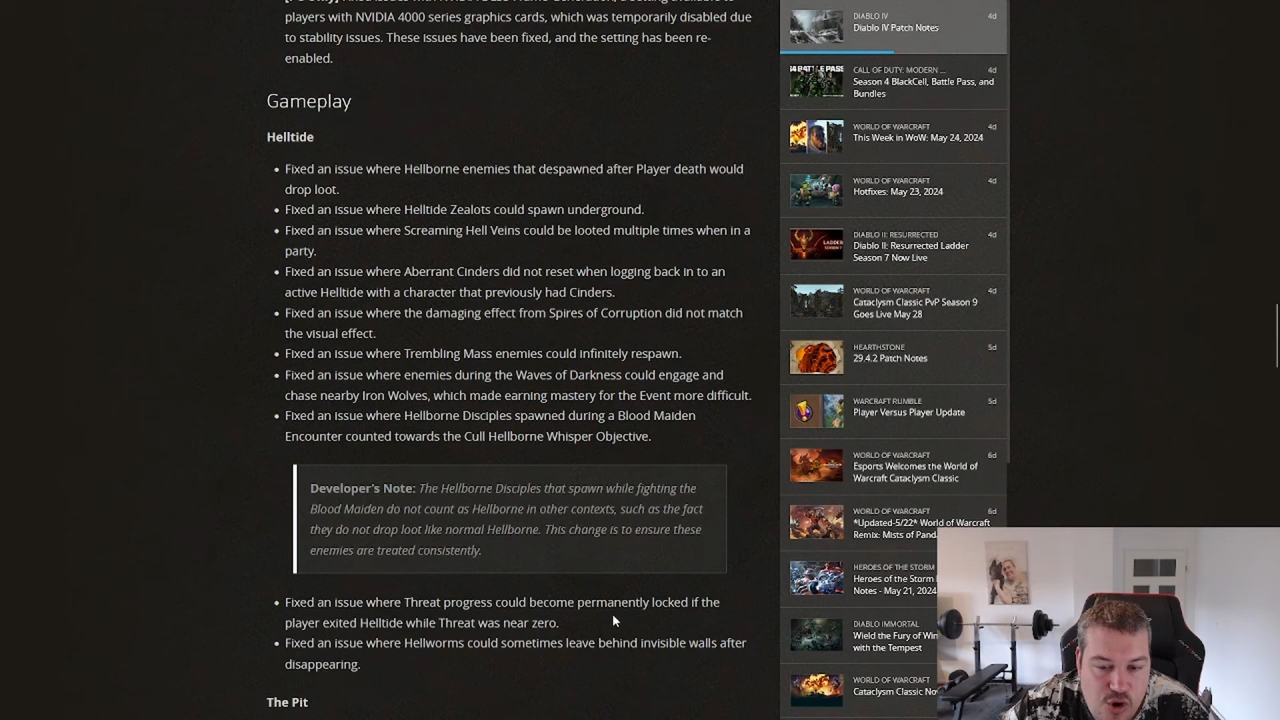 players with NVIDIA 4000 series graphics cards, which was temporarily disabled due
to stability issues. These issues have been fixed, and the setting has been re-
enabled.
Gameplay
Helltide
• Fixed an issue where Hellborne enemies that despawned after Player death would
drop loot.
• Fixed an issue where Helltide Zealots could spawn underground.
• Fixed an issue where Screaming Hell Veins could be looted multiple times when in a
party.
• Fixed an issue where Aberrant Cinders did not reset when logging back in to an
active Helltide with a character that previously had Cinders.
• Fixed an issue where the damaging effect from Spires of Corruption did not match
the visual effect.
• Fixed an issue where Trembling Mass enemies could infinitely respawn.
• Fixed an issue where enemies during the Waves of Darkness could engage and
chase nearby Iron Wolves, which made earning mastery for the Event more difficult.
• Fixed an issue where Hellborne Disciples spawned during a Blood Maiden
Encounter counted towards the Cull Hellborne Whisper Objective.
Developer's Note: The Hellborne Disciples that spawn while fighting the
Blood Maiden do not count as Hellborne in other contexts, such as the fact
they do not drop loot like normal Hellborne. This change is to ensure these
enemies are treated consistently.
• Fixed an issue where Threat progress could become permanently locked if the
player exited Helltide while Threat was near zero.
• Fixed an issue where Hellworms could sometimes leave behind invisible walls after
disappearing.
The Pit
DIABLO IV 4d
Diablo IV Patch Notes
CALL OF DUTY: MODERN ... 4d
Season 4 BlackCell, Battle Pass, and
Bundles
WORLD OF WARCRAFT 4d
This Week in WoW: May 24, 2024
WORLD OF WARCRAFT 4d
Hotfixes: May 23, 2024
DIABLO II: RESURRECTED 4d
Diablo II: Resurrected Ladder
Season 7 Now Live
WORLD OF WARCRAFT 4d
Cataclysm Classic PvP Season 9
Goes Live May 28
HEARTHSTONE 5d
29.4.2 Patch Notes
WARCRAFT RUMBLE 5d
Player Versus Player Update
WORLD OF WARCRAFT 6d
Esports Welcomes the World of
Warcraft Cataclysm Classic
WORLD OF WARCRAFT 6d
*Updated-5/22* World of Warcraft
Remix: Mists of Panda
HEROES OF THE STORM
Heroes of the Storm
Notes - May 21, 2024
DIABLO IMMORTAL
Wield the Fury of Win
with the Tempest
WORLD OF WARCRAFT
Cataclysm Classic No